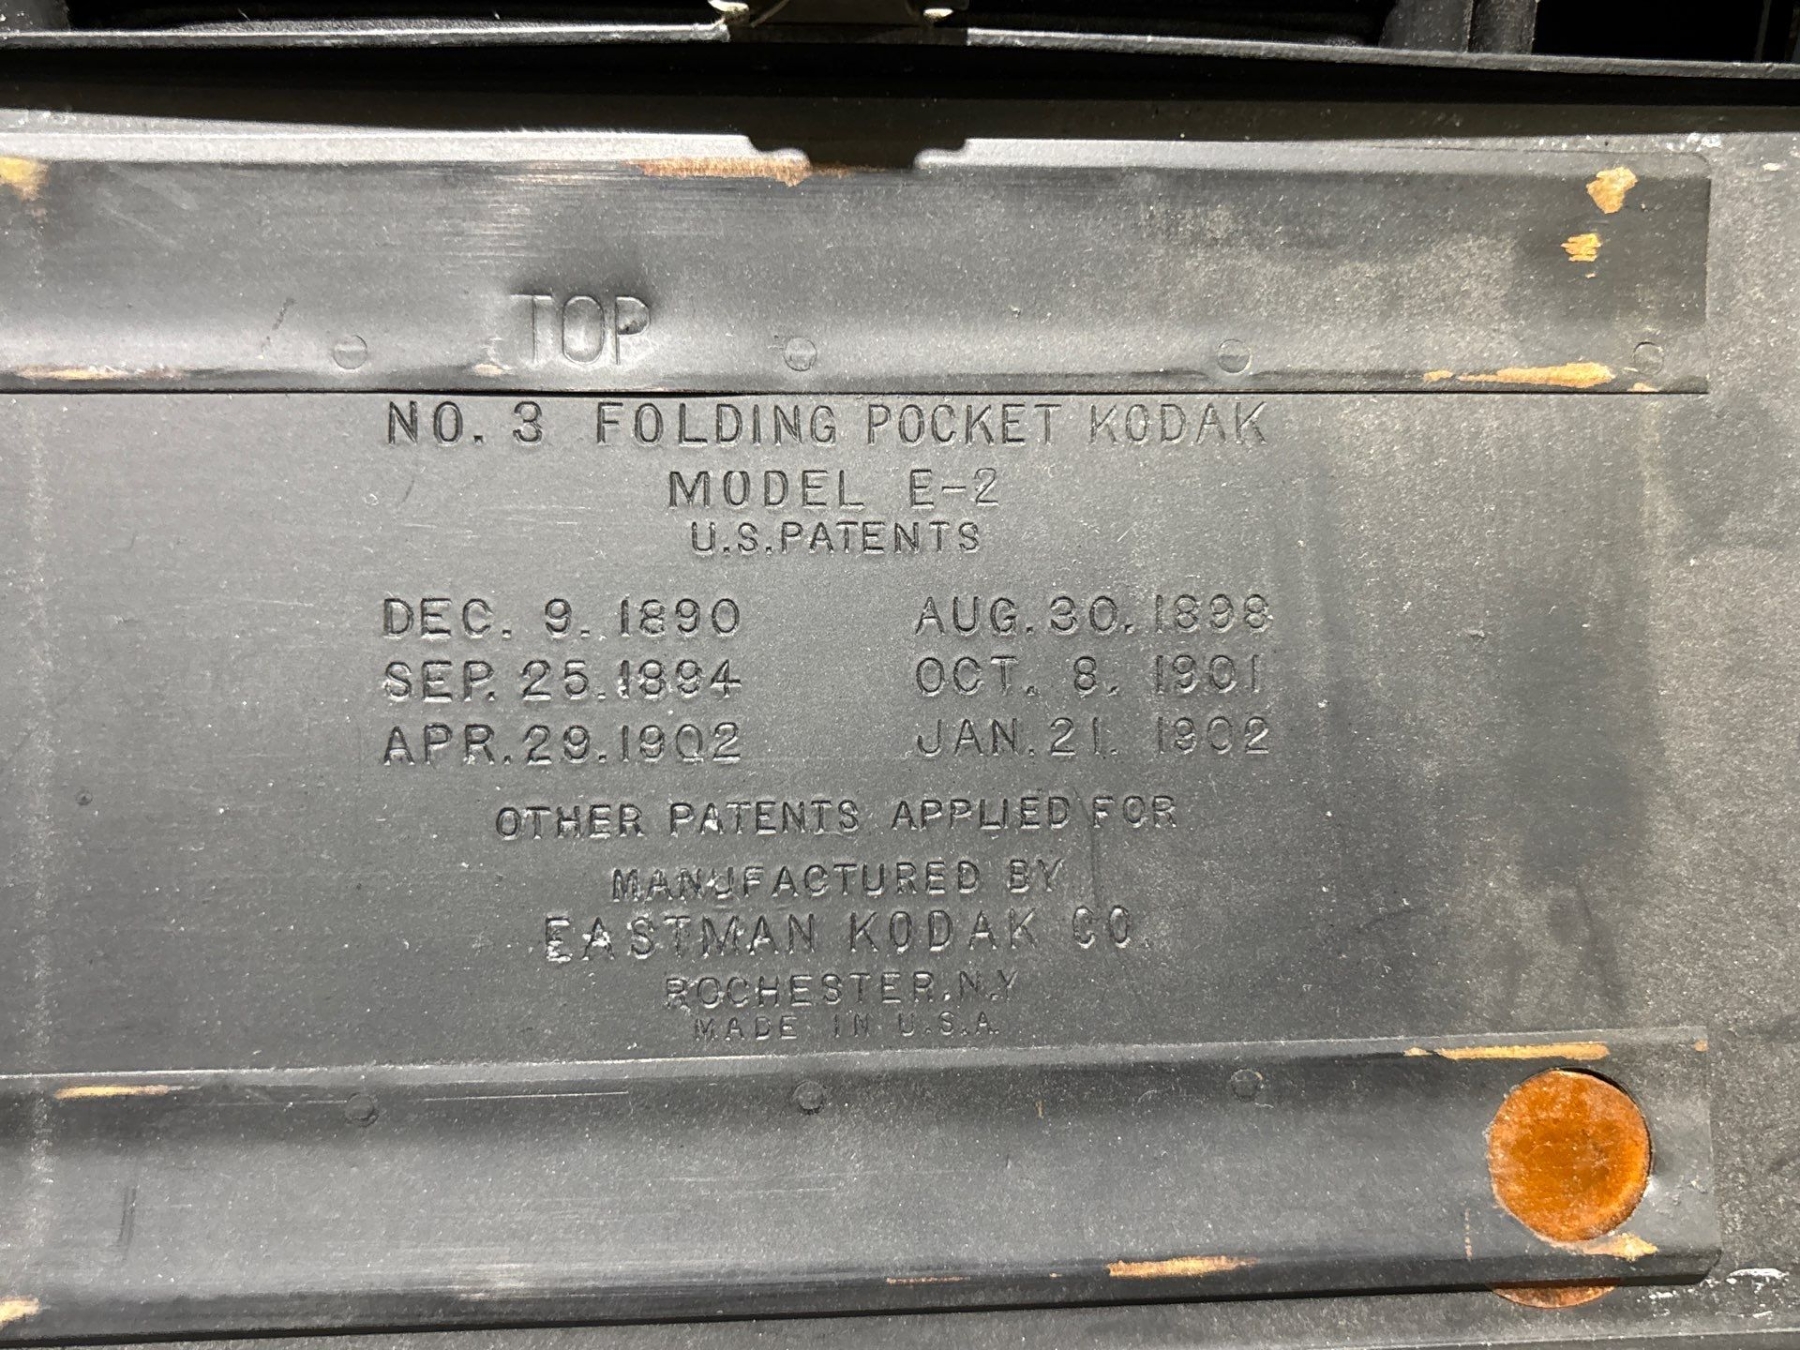 TOP
NO. 3 FOLDING POCKET KODAK
MODEL E-2
U.S. PATENTS
DEC. 9. 1890 AUG. 30. 1898
SEP. 25. 1894 OCT. 8. 1901
APR. 29. 1902 JAN. 21. 1902
OTHER PATENTS APPLIED FOR
MANUFACTURED BY
EASTMAN KODAK CO.
ROCHESTER. N.Y
MADE IN U.S.A.